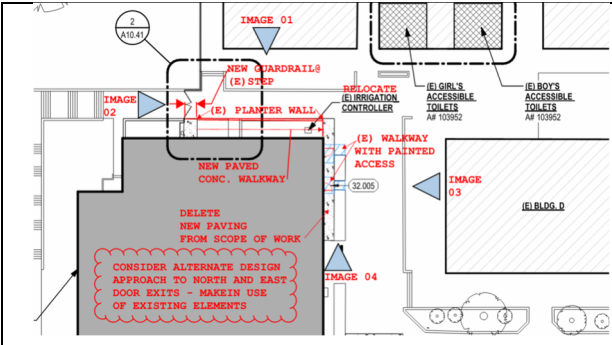 2
A10.41
IMAGE 01
NEW GUARDRAIL@
(E)STEP
IMAGE
02
(E) PLANTER WALL
RELOCATE
(E) IRRIGATION
CONTROLLER
(E) GIRL'S
ACCESSIBLE
TOILETS
A# 103952
(E) BOY'S
ACCESSIBLE
TOILETS
A# 103952
(E) WALKWAY
WITH PAINTED
ACCESS
NEW PAVED
CONC. WALKWAY
32.005
IMAGE
03
(E) BLDG. D
DELETE
NEW PAVING
FROM SCOPE OF WORK
CONSIDER ALTERNATE DESIGN
APPROACH TO NORTH AND EAST
DOOR EXITS - MAKEIN USE
OF EXISTING ELEMENTS
IMAGE 04